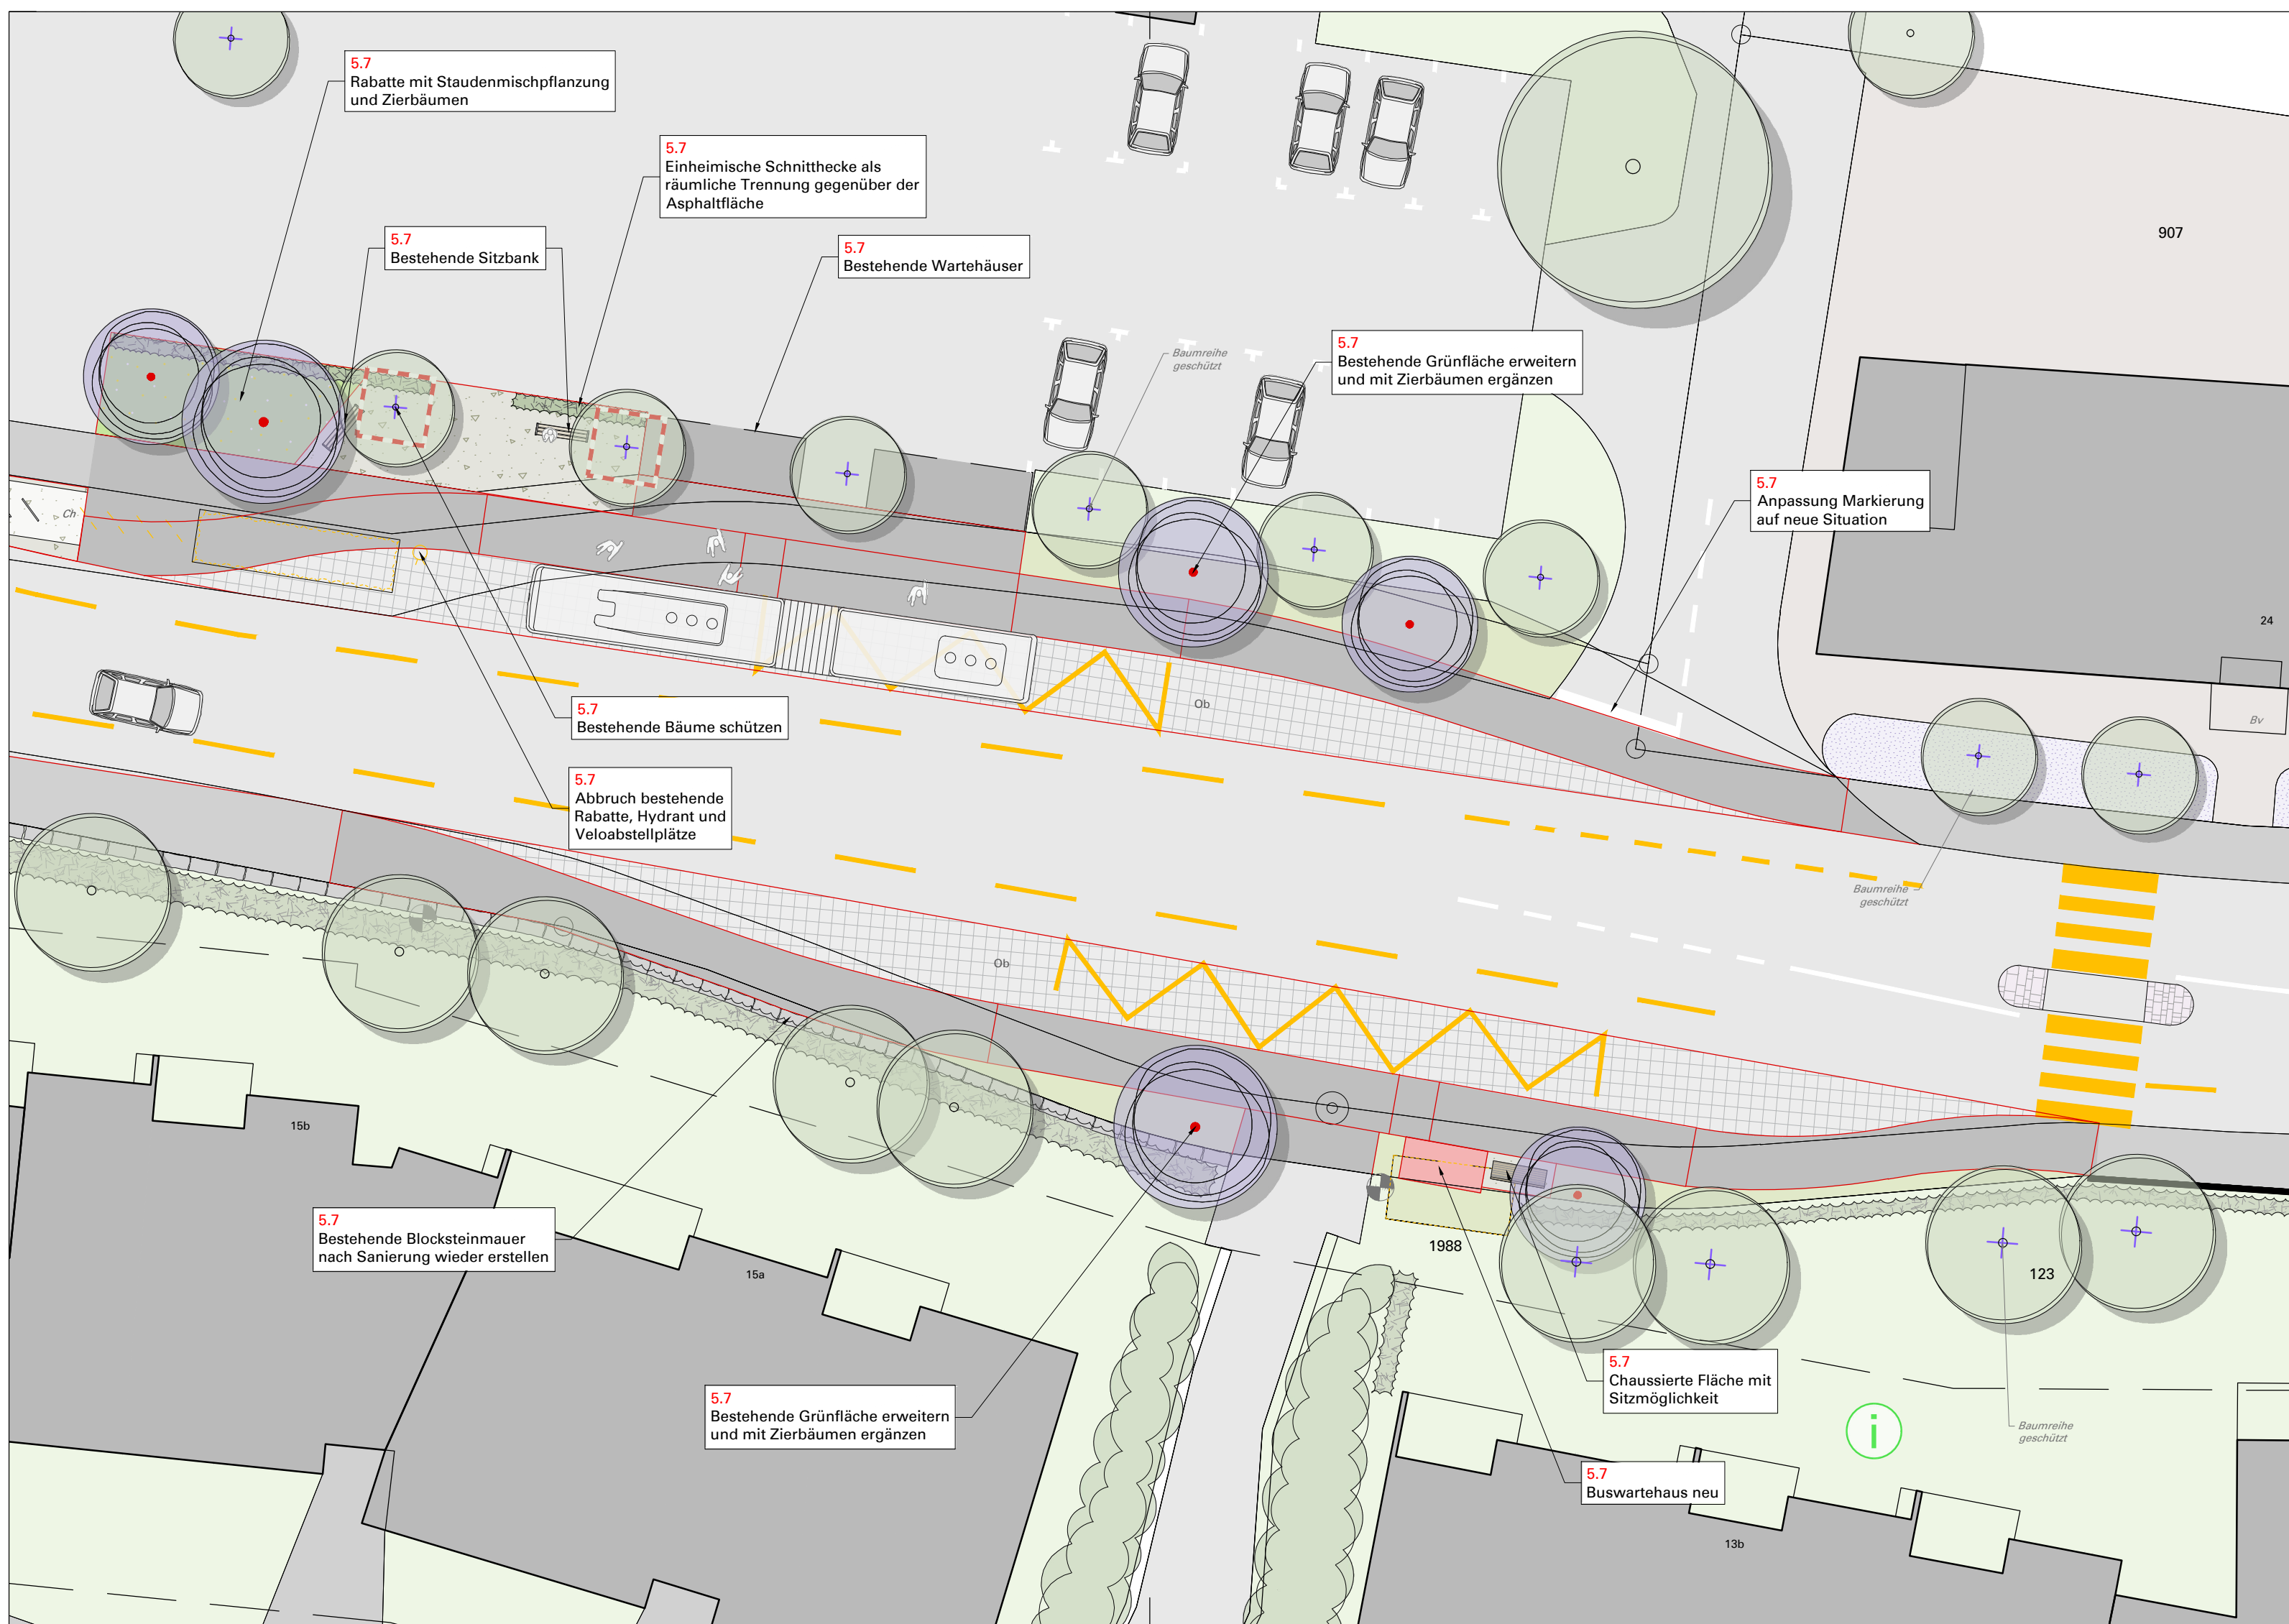 5.7
Rabatte mit Staudenmischpflanzung
und Zierbäumen
5.7
Einheimische Schnitthecke als
räumliche Trennung gegenüber der
Asphaltfläche
5.7
Bestehende Sitzbank
5.7
Bestehende Wartehäuser
907
Baumreihe
geschützt
5.7
Bestehende Grünfläche erweitern
und mit Zierbäumen ergänzen
5.7
Anpassung Markierung
auf neue Situation
Ch
24
Bv
Ob
5.7
Bestehende Bäume schützen
5.7
Abbruch bestehende
Rabatte, Hydrant und
Veloabstellplätze
Baumreihe
geschützt
Ob
15b
5.7
Bestehende Blocksteinmauer
nach Sanierung wieder erstellen
15a
1988
123
5.7
Bestehende Grünfläche erweitern
und mit Zierbäumen ergänzen
5.7
Chaussierte Fläche mit
Sitzmöglichkeit
i
Baumreihe
geschützt
5.7
Buswartehaus neu
13b